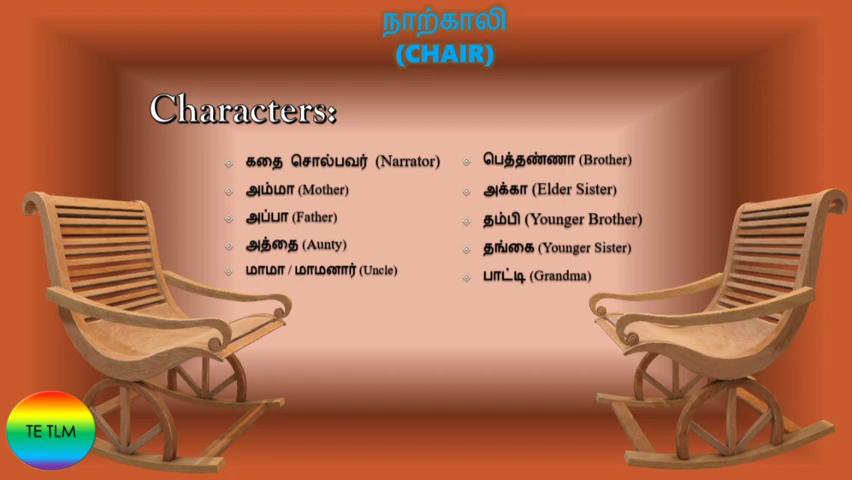 நாற்காலி
(CHAIR)
Characters:
கதை சொல்பவர் (Narrator)
அம்மா (Mother)
அப்பா (Father)
அத்தை (Aunty)
மாமா / மாமனார் (Uncle)
பெத்தண்ணா (Brother)
அக்கா (Elder Sister)
தம்பி (Younger Brother)
தங்கை (Younger Sister)
பாட்டி (Grandma)
TE TLM